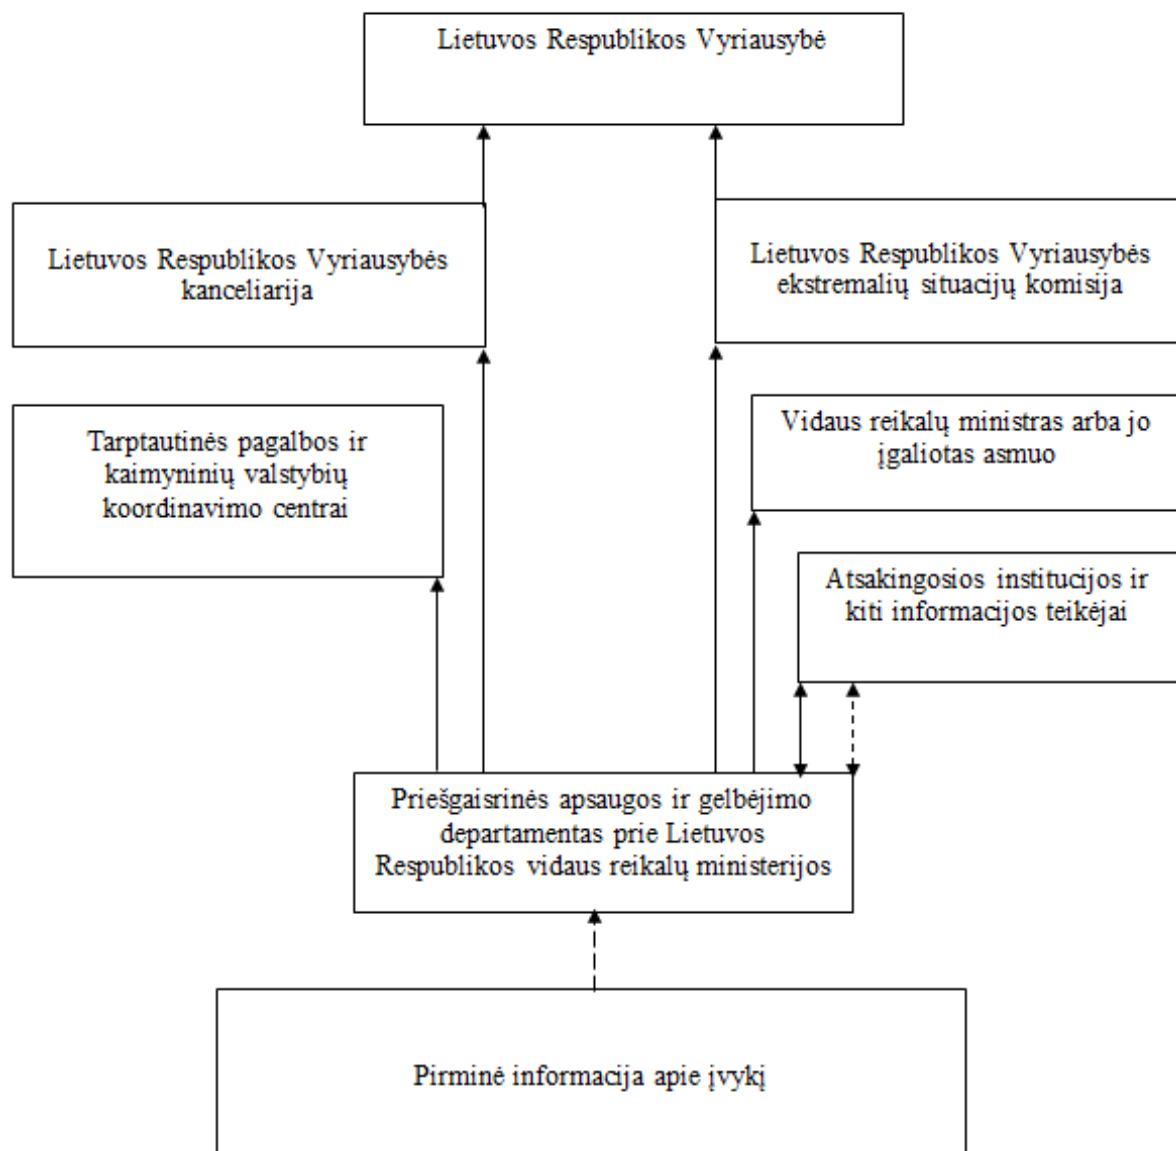 Lietuvos Respublikos Vyriausybė
Lietuvos Respublikos Vyriausybės
kanceliarija
Lietuvos Respublikos Vyriausybės
ekstremalių situacijų komisija
Tarptautinės pagalbos ir
kaimyninių valstybių
koordinavimo centrai
Vidaus reikalų ministras arba jo
įgaliotas asmuo
Atsakingosios institucijos ir
kiti informacijos teikėjai
Priešgaisrinės apsaugos ir gelbėjimo
departamentas prie Lietuvos
Respublikos vidaus reikalų ministerijos
Pirminė informacija apie įvykį